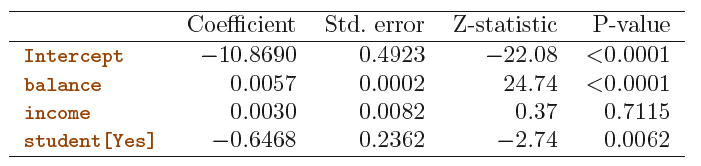 Coefficient Std. error Z-statistic P-value
Intercept −10.8690 0.4923 −22.08 <0.0001
balance 0.0057 0.0002 24.74 <0.0001
income 0.0030 0.0082 0.37 0.7115
student[Yes] −0.6468 0.2362 −2.74 0.0062